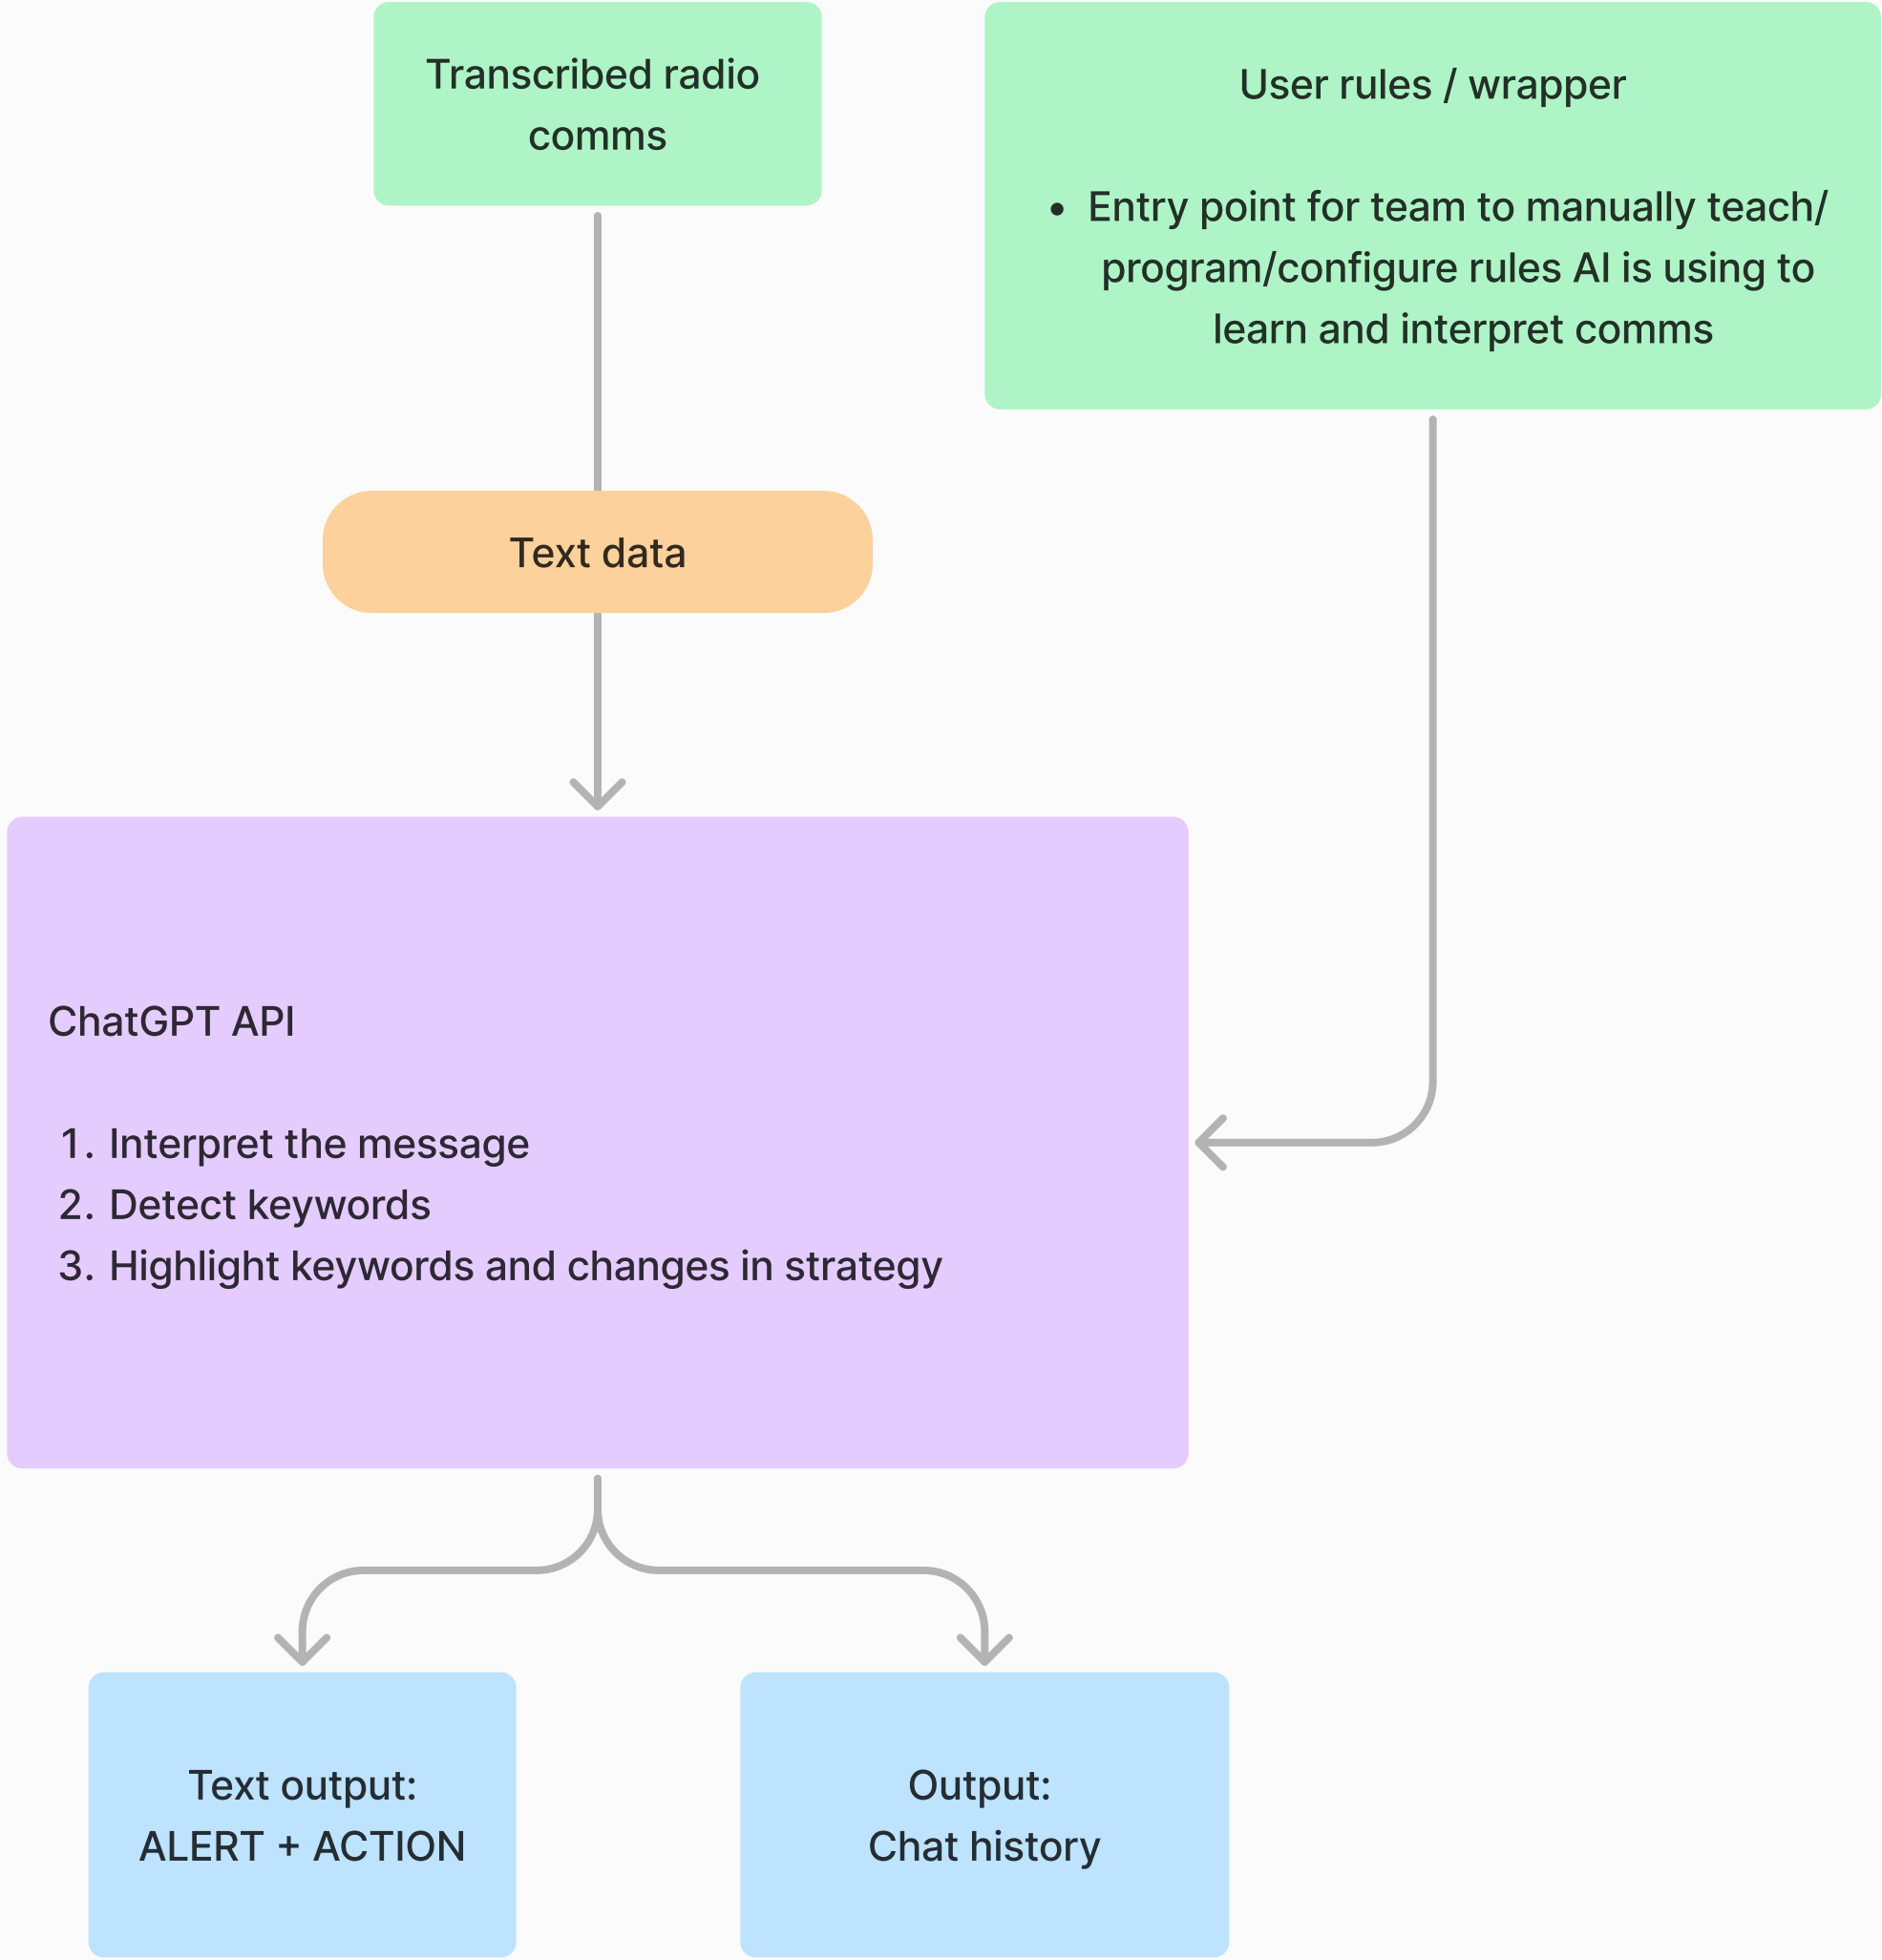 Transcribed radio
comms
User rules / wrapper
• Entry point for team to manually teach/
program/configure rules AI is using to
learn and interpret comms
Text data
ChatGPT API
1. Interpret the message
2. Detect keywords
3. Highlight keywords and changes in strategy
Text output:
ALERT + ACTION
Output:
Chat history